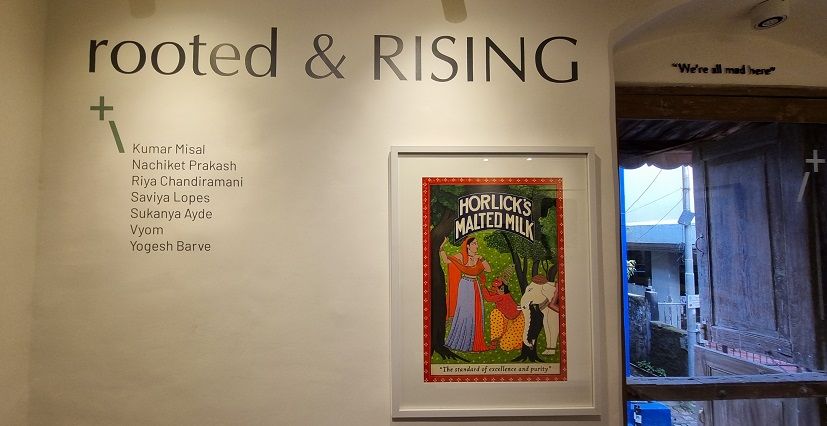 rooted & RISING
Kumar Misal
Nachiket Prakash
Riya Chandiramani
Saviya Lopes
Sukanya Ayde
Vyom
Yogesh Barve
HORLICK'S
MALTED MILK
"The standard of excellence and purity"
"We're all mad here"